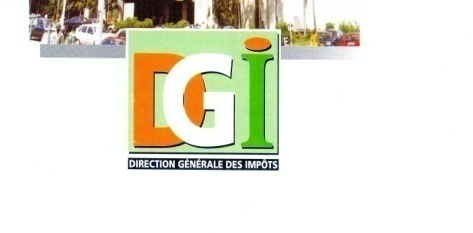 DGI
DIRECTION GÉNÉRALE DES IMPÔTS